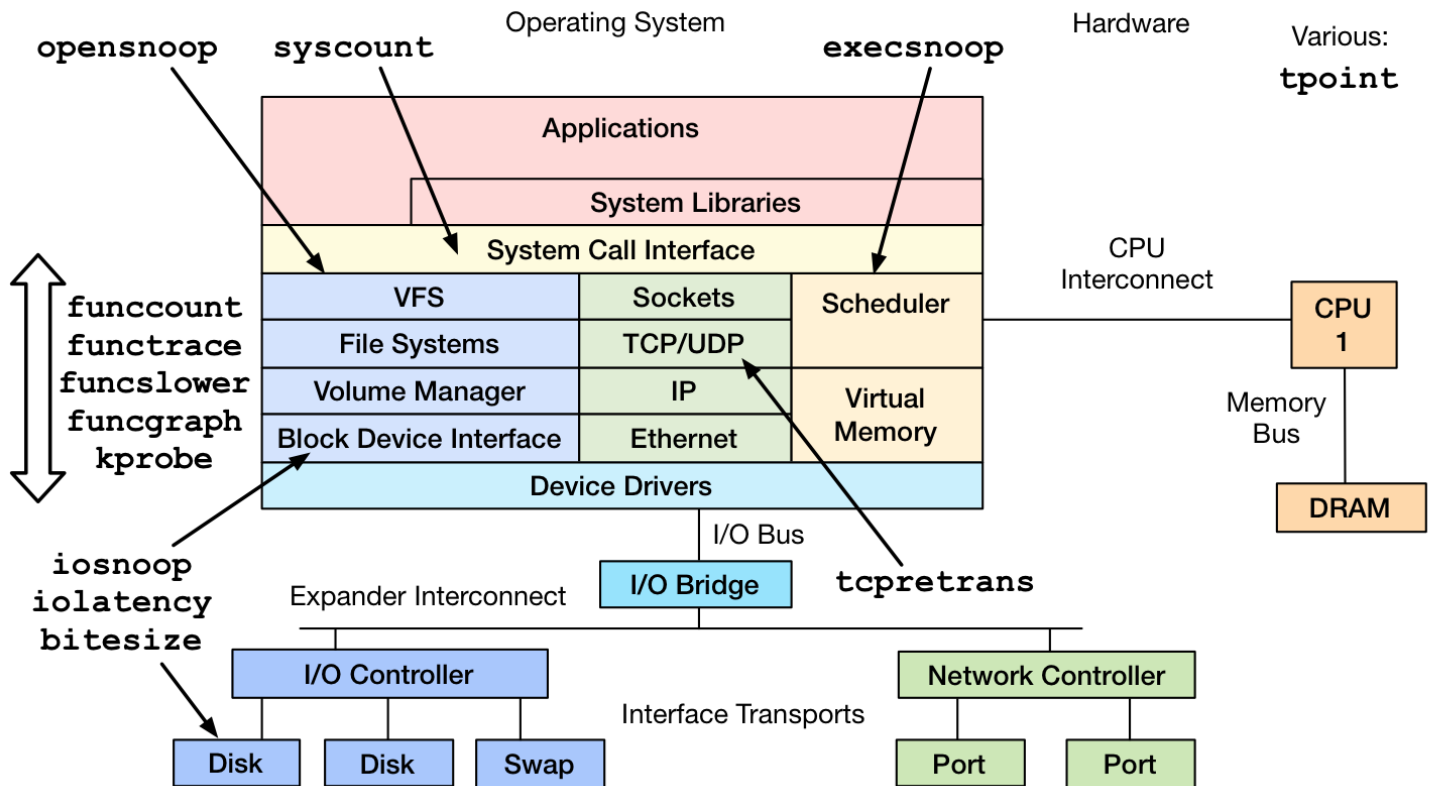 Operating System
Hardware
Various:
tpoint
opensnoop
syscount
execsnoop
Applications
System Libraries
System Call Interface
VFS
Sockets
Scheduler
File Systems
TCP/UDP
Volume Manager
IP
Virtual
Memory
Block Device Interface
Ethernet
Device Drivers
CPU
Interconnect
CPU
1
Memory
Bus
DRAM
funccount
functrace
funcslower
funcgraph
kprobe
iosnoop
iolatency
bitesize
I/O Bus
I/O Bridge
tcpretrans
Expander Interconnect
I/O Controller
Network Controller
Interface Transports
Disk
Disk
Swap
Port
Port